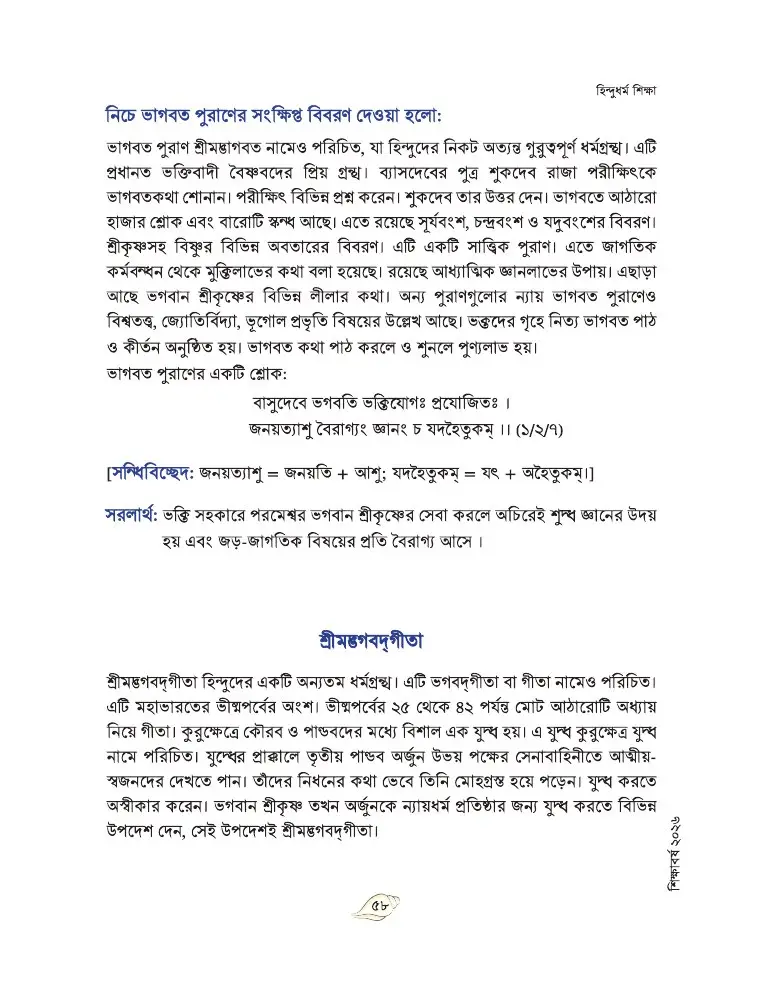 হিন্দুধর্ম শিক্ষা
নিচে ভাগবত পুরাণের সংক্ষিপ্ত বিবরণ দেওয়া হলো:
ভাগবত পুরাণ শ্রীমদ্ভাগবত নামেও পরিচিত, যা হিন্দুদের নিকট অত্যন্ত গুরুত্বপূর্ণ ধর্মগ্রন্থ। এটি
প্রধানত ভক্তিবাদী বৈষ্ণবদের প্রিয় গ্রন্থ। ব্যাসদেবের পুত্র শুকদেব রাজা পরীক্ষিৎকে
ভাগবতকথা শোনান। পরীক্ষিৎ বিভিন্ন প্রশ্ন করেন। শুকদেব তার উত্তর দেন। ভাগবতে আঠারো
হাজার শ্লোক এবং বারোটি স্কন্ধ আছে। এতে রয়েছে সূর্যবংশ, চন্দ্রবংশ ও যদুবংশের বিবরণ।
শ্রীকৃষ্ণসহ বিষ্ণুর বিভিন্ন অবতারের বিবরণ। এটি একটি সাত্ত্বিক পুরাণ। এতে জাগতিক
কর্মবন্ধন থেকে মুক্তিলাভের কথা বলা হয়েছে। রয়েছে আধ্যাত্মিক জ্ঞানলাভের উপায়। এছাড়া
আছে ভগবান শ্রীকৃষ্ণের বিভিন্ন লীলার কথা। অন্য পুরাণগুলোর ন্যায় ভাগবত পুরাণেও
বিশ্বতত্ত্ব, জ্যোতির্বিদ্যা, ভূগোল প্রভৃতি বিষয়ের উল্লেখ আছে। ভক্তদের গৃহে নিত্য ভাগবত পাঠ
ও কীর্তন অনুষ্ঠিত হয়। ভাগবত কথা পাঠ করলে ও শুনলে পুণ্যলাভ হয়।
ভাগবত পুরাণের একটি শ্লোক:
বাসুদেবে ভগবতি ভক্তিযোগঃ প্রযোজিতঃ ।
জনয়ত্যাশু বৈরাগ্যং জ্ঞানং চ যদহৈতুকম্ ।। (১/২/৭)
[সন্ধিবিচ্ছেদ: জনয়ত্যাশু = জনয়তি + আশু; যদহৈতুকম্ = যৎ + অহৈতুকম্।]
সরলার্থ: ভক্তি সহকারে পরমেশ্বর ভগবান শ্রীকৃষ্ণের সেবা করলে অচিরেই শুদ্ধ জ্ঞানের উদয়
হয় এবং জড়-জাগতিক বিষয়ের প্রতি বৈরাগ্য আসে ।
শ্রীমদ্ভগবদ্‌গীতা
শ্রীমদ্ভগবদ্‌গীতা হিন্দুদের একটি অন্যতম ধর্মগ্রন্থ। এটি ভগবদ্‌গীতা বা গীতা নামেও পরিচিত।
এটি মহাভারতের ভীষ্মপর্বের অংশ। ভীষ্মপর্বের ২৫ থেকে ৪২ পর্যন্ত মোট আঠারোটি অধ্যায়
নিয়ে গীতা। কুরুক্ষেত্রে কৌরব ও পান্ডবদের মধ্যে বিশাল এক যুদ্ধ হয়। এ যুদ্ধ কুরুক্ষেত্র যুদ্ধ
নামে পরিচিত। যুদ্ধের প্রাক্কালে তৃতীয় পান্ডব অর্জুন উভয় পক্ষের সেনাবাহিনীতে আত্মীয়-
স্বজনদের দেখতে পান। তাঁদের নিধনের কথা ভেবে তিনি মোহগ্রস্ত হয়ে পড়েন। যুদ্ধ করতে
অস্বীকার করেন। ভগবান শ্রীকৃষ্ণ তখন অর্জুনকে ন্যায়ধর্ম প্রতিষ্ঠার জন্য যুদ্ধ করতে বিভিন্ন
উপদেশ দেন, সেই উপদেশই শ্রীমদ্ভগবদ্‌গীতা।
শিক্ষাবর্ষ ২০২৬
৫৮